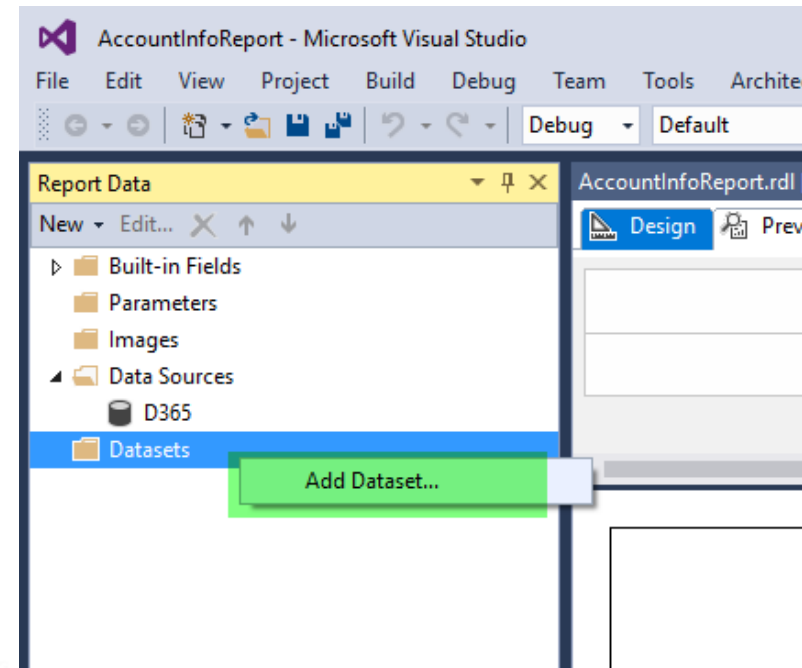 AccountInfoReport - Microsoft Visual Studio
File Edit View Project Build Debug Team Tools
Debug Default
Report Data
AccountInfoReport.rdl
New Edit...
Design
Built-in Fields
Parameters
Images
Data Sources
D365
Datasets
Add Dataset...